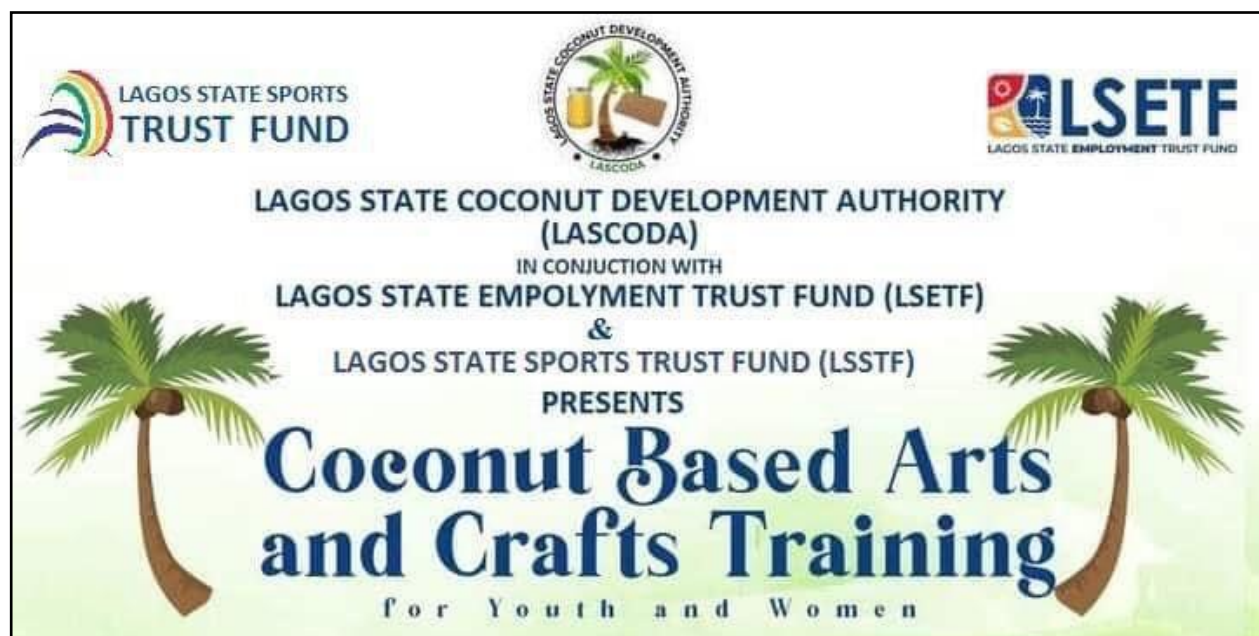 LAGOS STATE SPORTS
TRUST FUND
LAGOS STATE COCONUT DEVELOPMENT AUTHORITY
LASCODA
LSETF
LAGOS STATE EMPLOYMENT TRUST FUND
LAGOS STATE COCONUT DEVELOPMENT AUTHORITY
(LASCODA)
IN CONJUCTION WITH
LAGOS STATE EMPOLYMENT TRUST FUND (LSETF)
&
LAGOS STATE SPORTS TRUST FUND (LSSTF)
PRESENTS
Coconut Based Arts
and Crafts Training
for Youth and Women